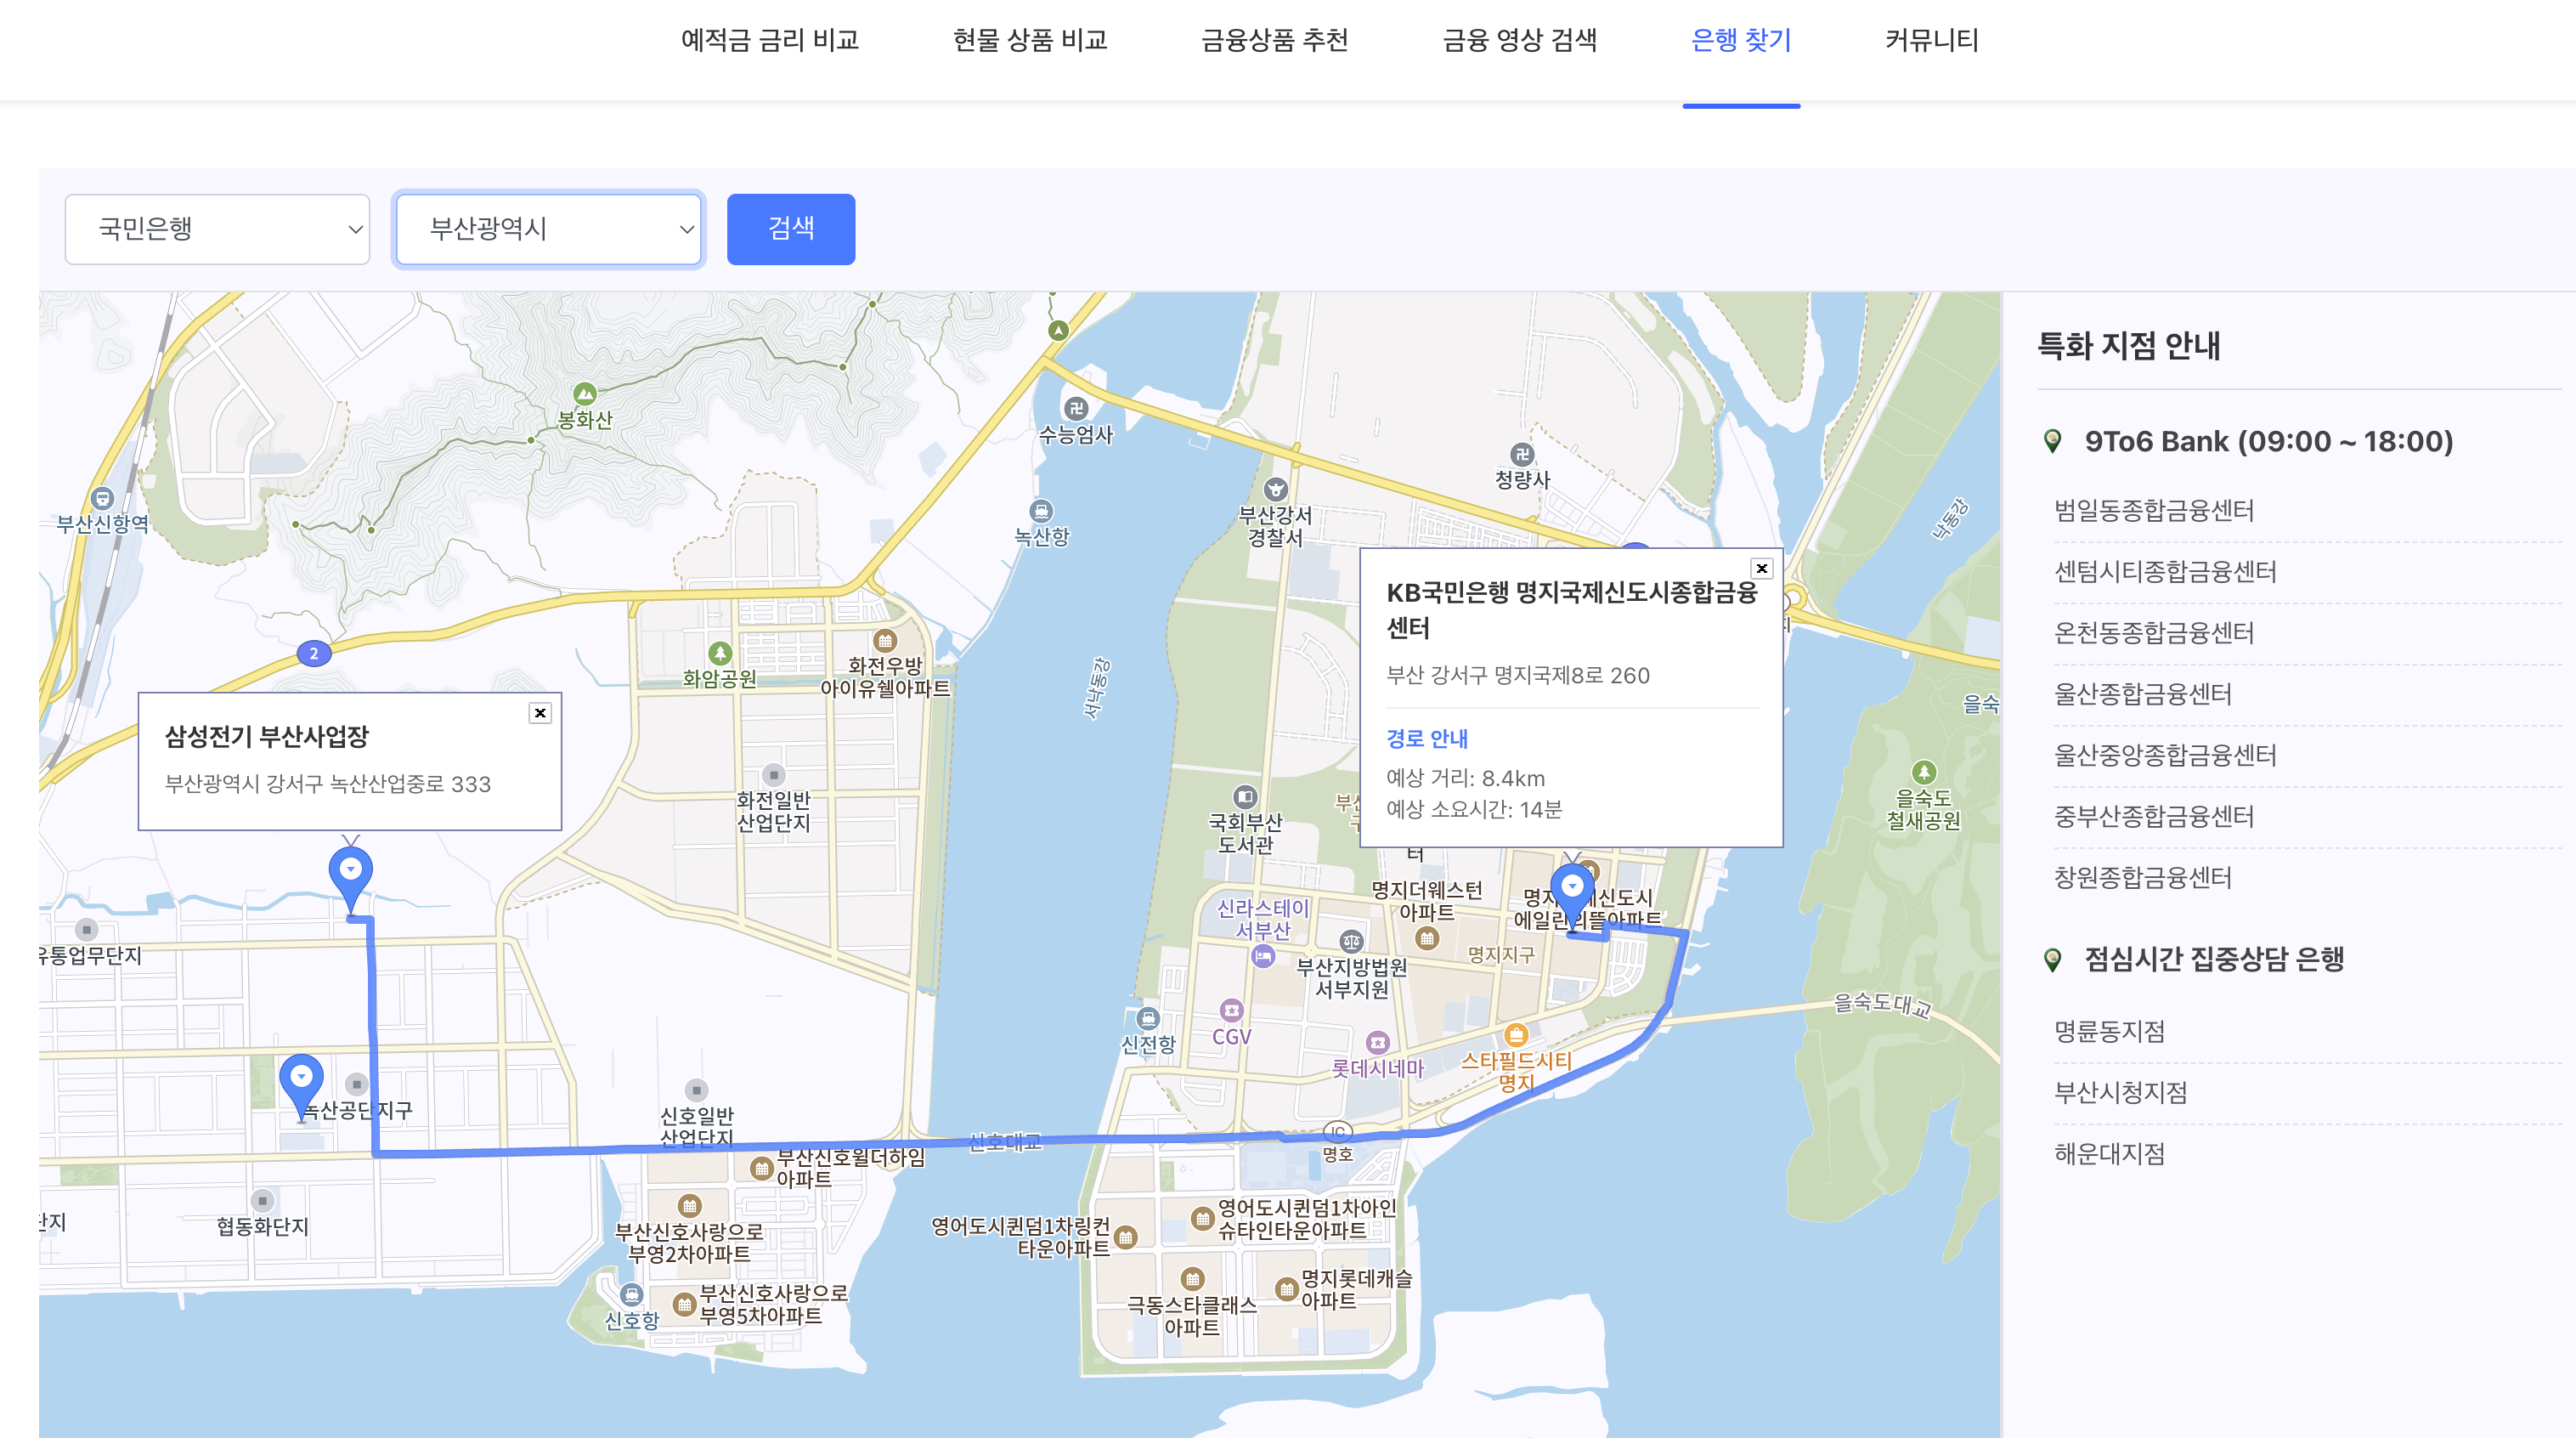 예적금 금리 비교
현물 상품 비교
금융상품 추천
금융 영상 검색
은행 찾기
커뮤니티
국민은행
부산광역시
검색
봉화산
수능엄사
청량사
부산신항역
녹산항
부산강서
경찰서
낙동강
2
화암공원
화전우방
아이유쉘아파트
서낙동강
삼성전기 부산사업장
부산광역시 강서구 녹산산업중로 333
KB국민은행 명지국제신도시종합금융
센터
부산 강서구 명지국제8로 260
경로 안내
예상 거리: 8.4km
예상 소요시간: 14분
을숙
화전일반
산업단지
국회부산
도서관
터
을숙도
철새공원
유통업무단지
신라스테이
서부산
명지더웨스턴
아파트
에일린의뜰아파트
부산지방법원
서부지원
명지지구
을숙도대교
신전항
CGV
롯데시네마
스타필드시티
명지
녹산공단지구
신호일반
산업단지
신호대교
IC
명호
부산신호윌더하임
아파트
협동화단지
단지
부산신호사랑으로
부영2차아파트
영어도시퀸덤1차링컨
타운아파트
영어도시퀸덤1차아인
슈타인타운아파트
신호항
부산신호사랑으로
부영5차아파트
극동스타클래스
아파트
명지롯데캐슬
아파트
특화 지점 안내
9To6 Bank (09:00 ~ 18:00)
범일동종합금융센터
센텀시티종합금융센터
온천동종합금융센터
울산종합금융센터
울산중앙종합금융센터
중부산종합금융센터
창원종합금융센터
점심시간 집중상담 은행
명륜동지점
부산시청지점
해운대지점